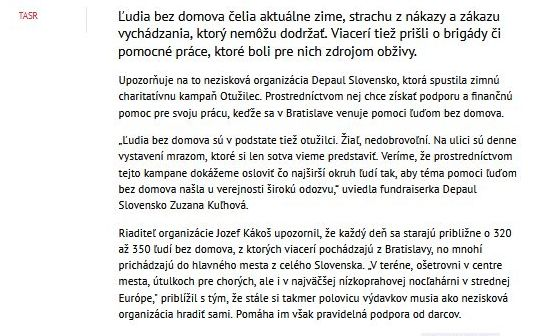 TASR
Ľudia bez domova čelia aktuálne zime, strachu z nákazy a zákazu
vychádzania, ktorý nemôžu dodržať. Viacerí tiež prišli o brigády či
pomocné práce, ktoré boli pre nich zdrojom obživy.
Upozorňuje na to nezisková organizácia Depaul Slovensko, ktorá spustila zimnú
charitatívnu kampaň Otužilec. Prostredníctvom nej chce získať podporu a finančnú
pomoc pre svoju prácu, keďže sa v Bratislave venuje pomoci ľuďom bez domova.
„Ľudia bez domova sú v podstate tiež otužilci. Žiaľ, nedobrovoľní. Na ulici sú denne
vystavení mrazom, ktoré si len sotva vieme predstaviť. Veríme, že prostredníctvom
tejto kampane dokážeme osloviť čo najširší okruh ľudí tak, aby téma pomoci ľuďom
bez domova našla u verejnosti širokú odozvu,“ uviedla fundraiserka Depaul
Slovensko Zuzana Kuľhová.
Riaditeľ organizácie Jozef Kákoš upozornil, že každý deň sa starajú približne o 320
až 350 ľudí bez domova, z ktorých viacerí pochádzajú z Bratislavy, no mnohí
prichádzajú do hlavného mesta z celého Slovenska. „V teréne, ošetrovni v centre
mesta, útulkoch pre chorých, ale i v najväčšej nízkoprahovej nocľahárni v strednej
Európe,“ priblížil s tým, že stále si takmer polovicu výdavkov musia ako nezisková
organizácia hradiť sami. Pomáha im však pravidelná podpora od darcov.